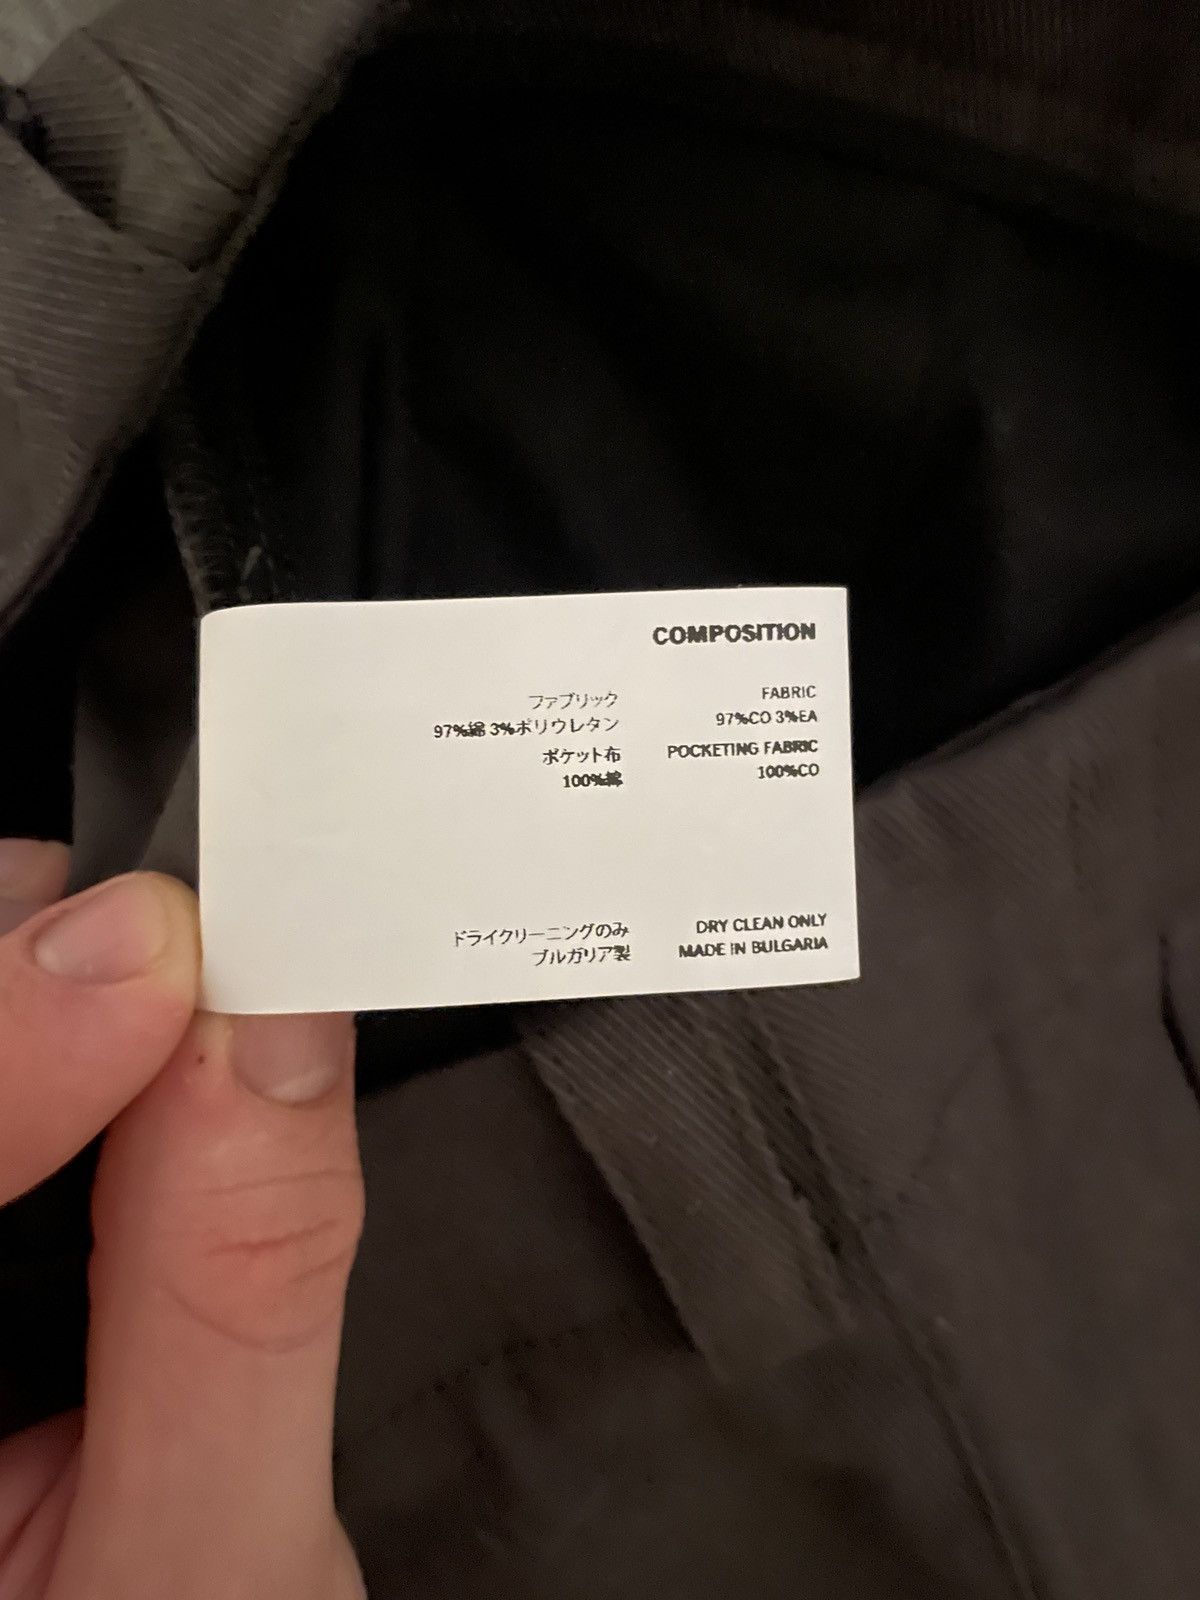 COMPOSITION
ファブリック
97%綿 3%ポリウレタン
ポケット布
100%綿
FABRIC
97%CO 3%EA
POCKETING FABRIC
100%CO
ドライクリーニングのみ
ブルガリア製
DRY CLEAN ONLY
MADE IN BULGARIA